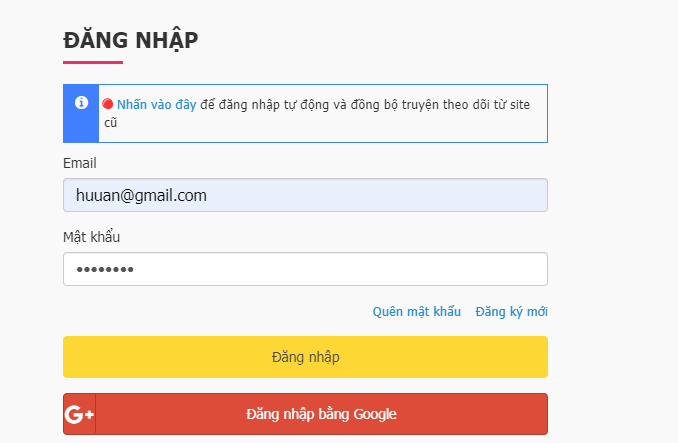 ĐĂNG NHẬP
Nhấn vào đây để đăng nhập tự động và đồng bộ truyện theo dõi từ site
cũ
Email
huuan@gmail.com
Mật khẩu
••••••••
Quên mật khẩu Đăng ký mới
Đăng nhập
G+ Đăng nhập bằng Google